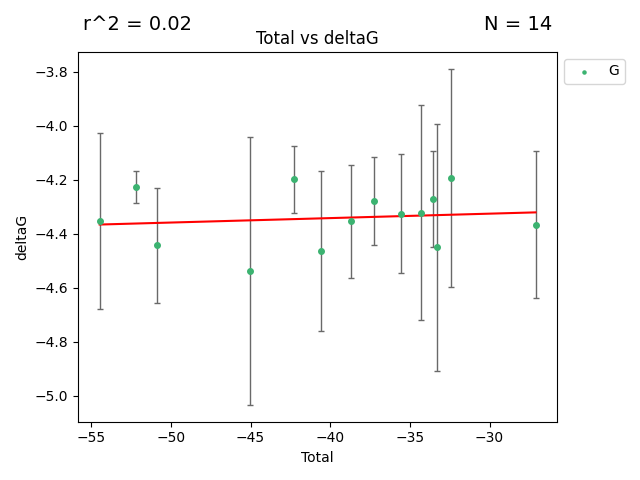 r^2 = 0.02
N = 14
Total vs deltaG
G
−3.8
−4.0
−4.2
−4.4
−4.6
−4.8
−5.0
deltaG
−55
−50
−45
−40
−35
−30
Total